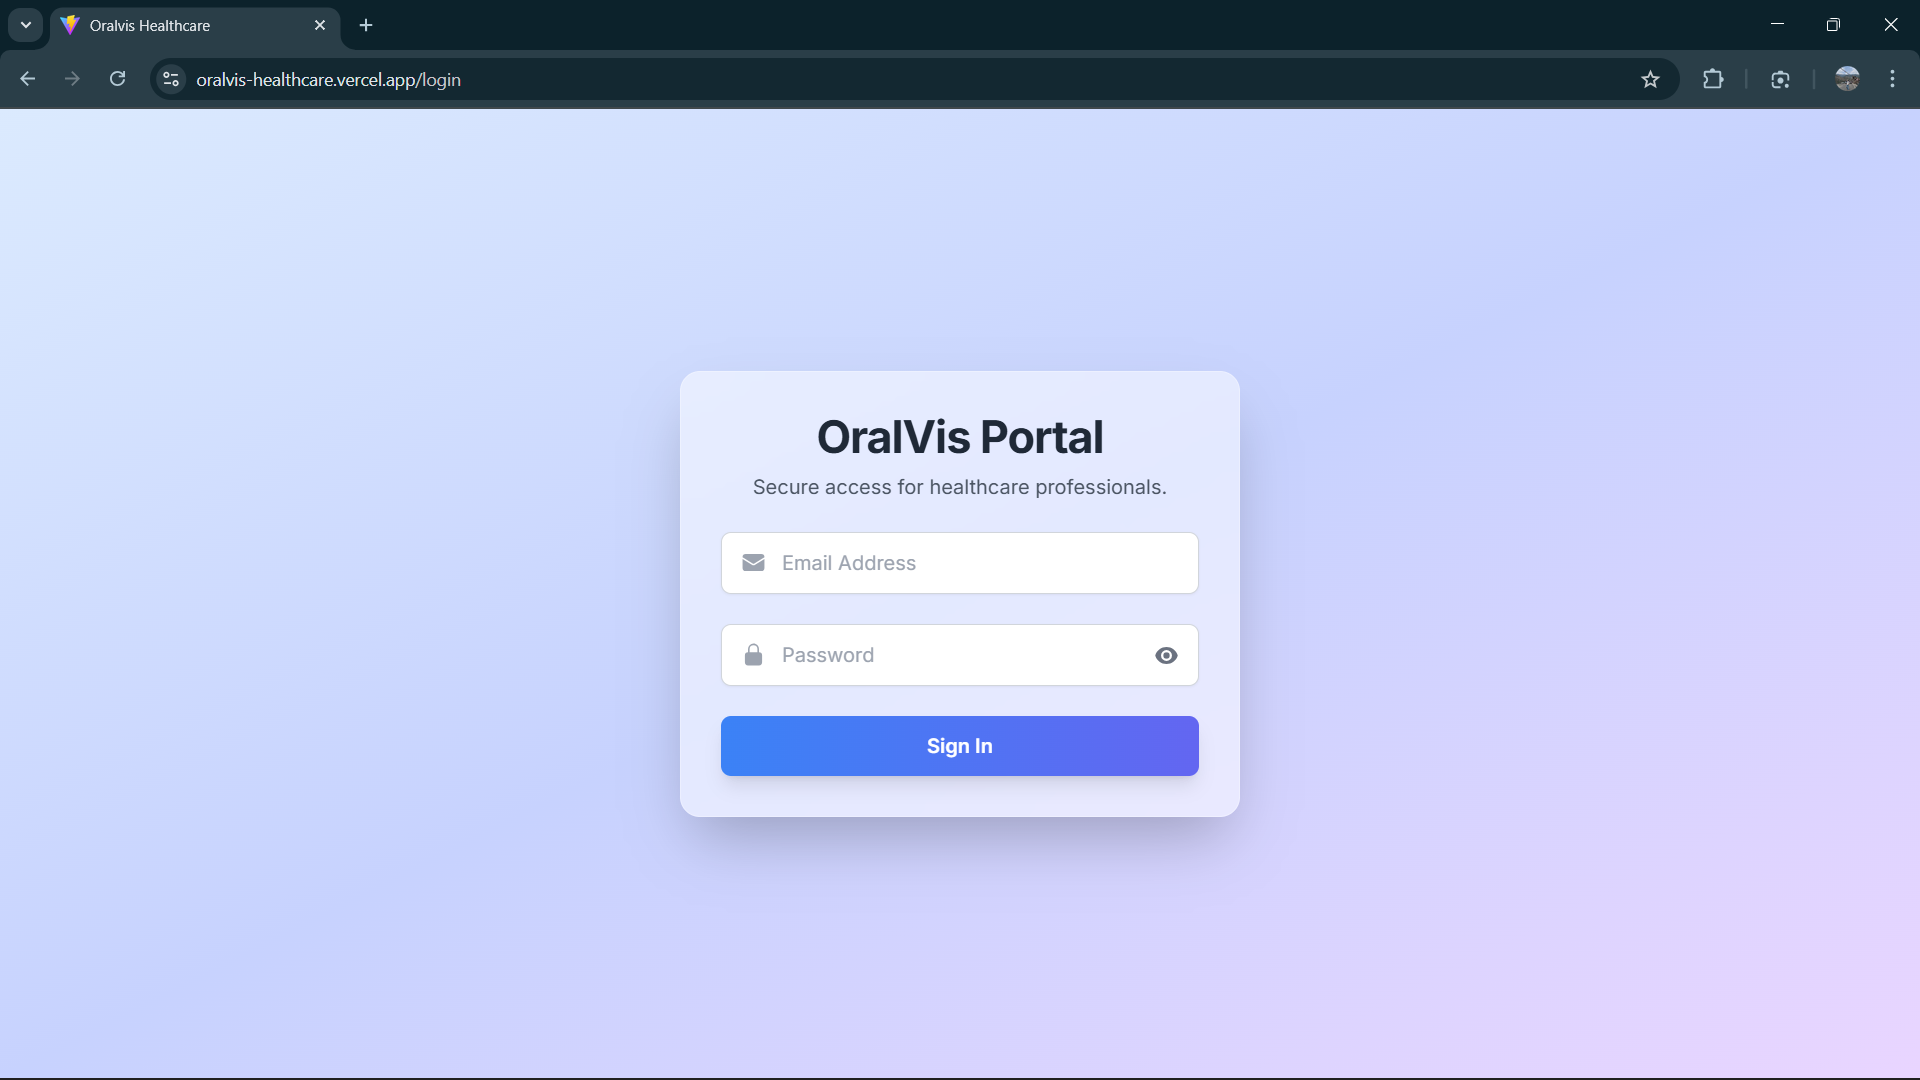 Oralvis Healthcare
oralvis-healthcare.vercel.app/login
OralVis Portal
Secure access for healthcare professionals.
Email Address
Password
Sign In